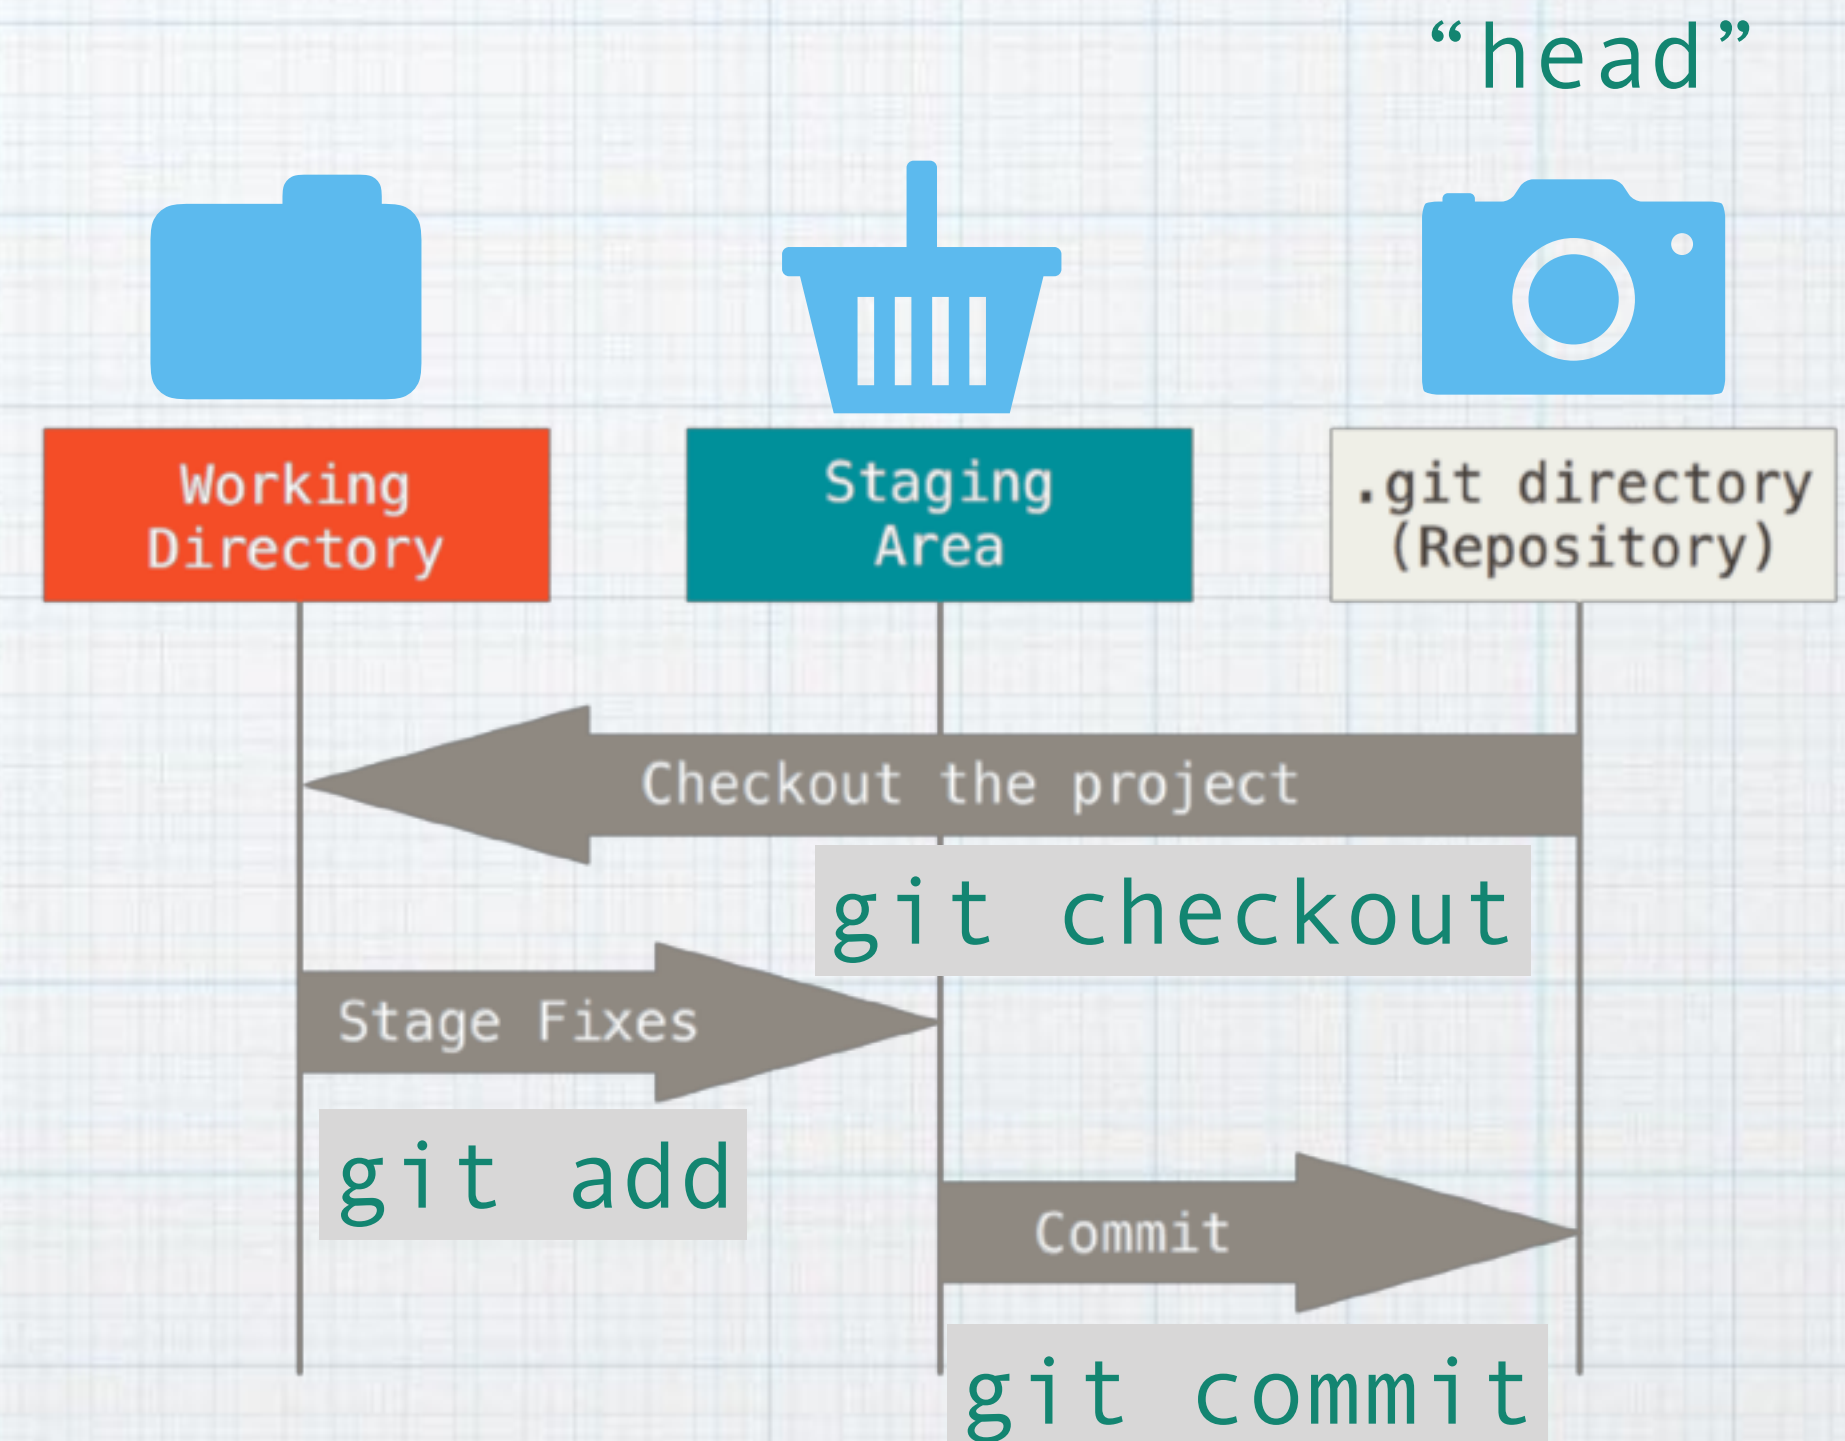 “head”
Working
Directory
Staging
Area
.git directory
(Repository)
Checkout the project
git checkout
Stage Fixes
git add
Commit
git commit